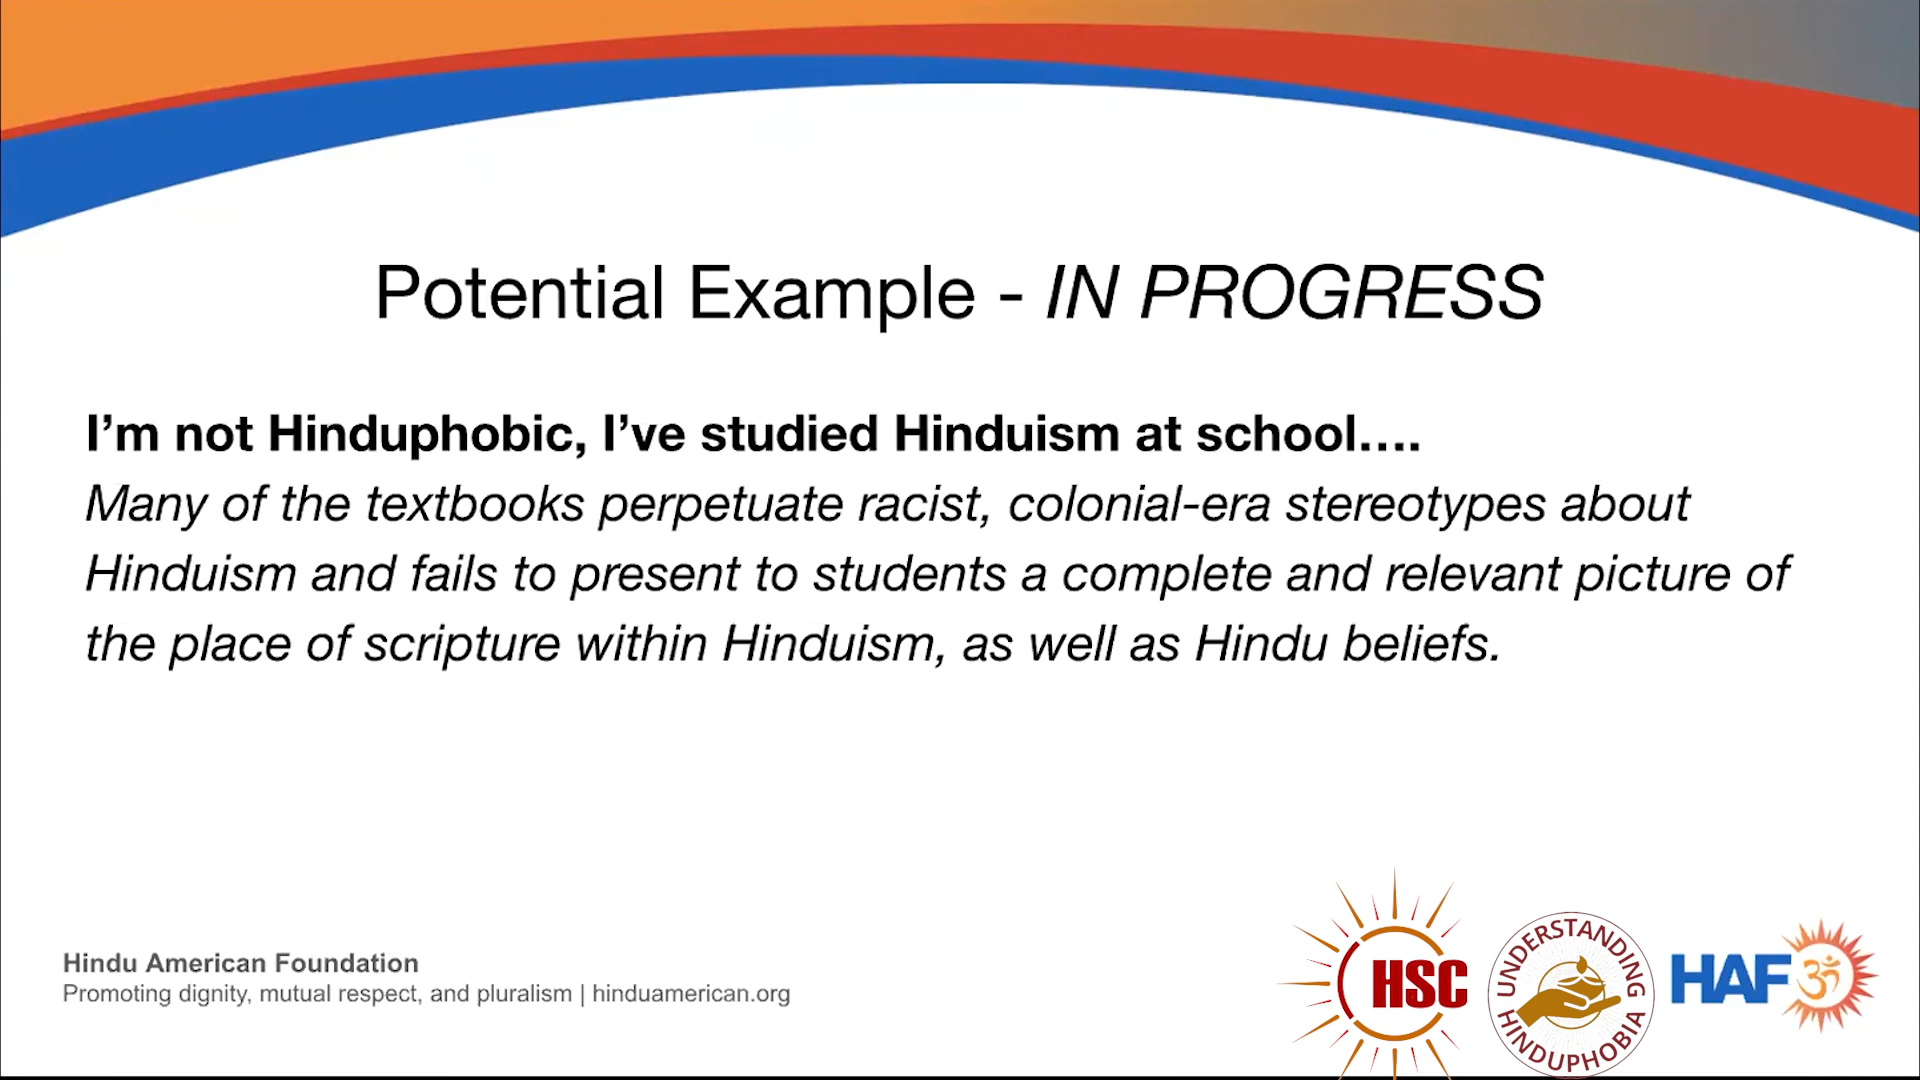 Potential Example - IN PROGRESS
I’m not Hinduphobic, I’ve studied Hinduism at school....
Many of the textbooks perpetuate racist, colonial-era stereotypes about
Hinduism and fails to present to students a complete and relevant picture of
the place of scripture within Hinduism, as well as Hindu beliefs.
Hindu American Foundation
Promoting dignity, mutual respect, and pluralism | hinduamerican.org
HSC
UNDERSTANDING
HINDUPHOBIA
HAF ॐ